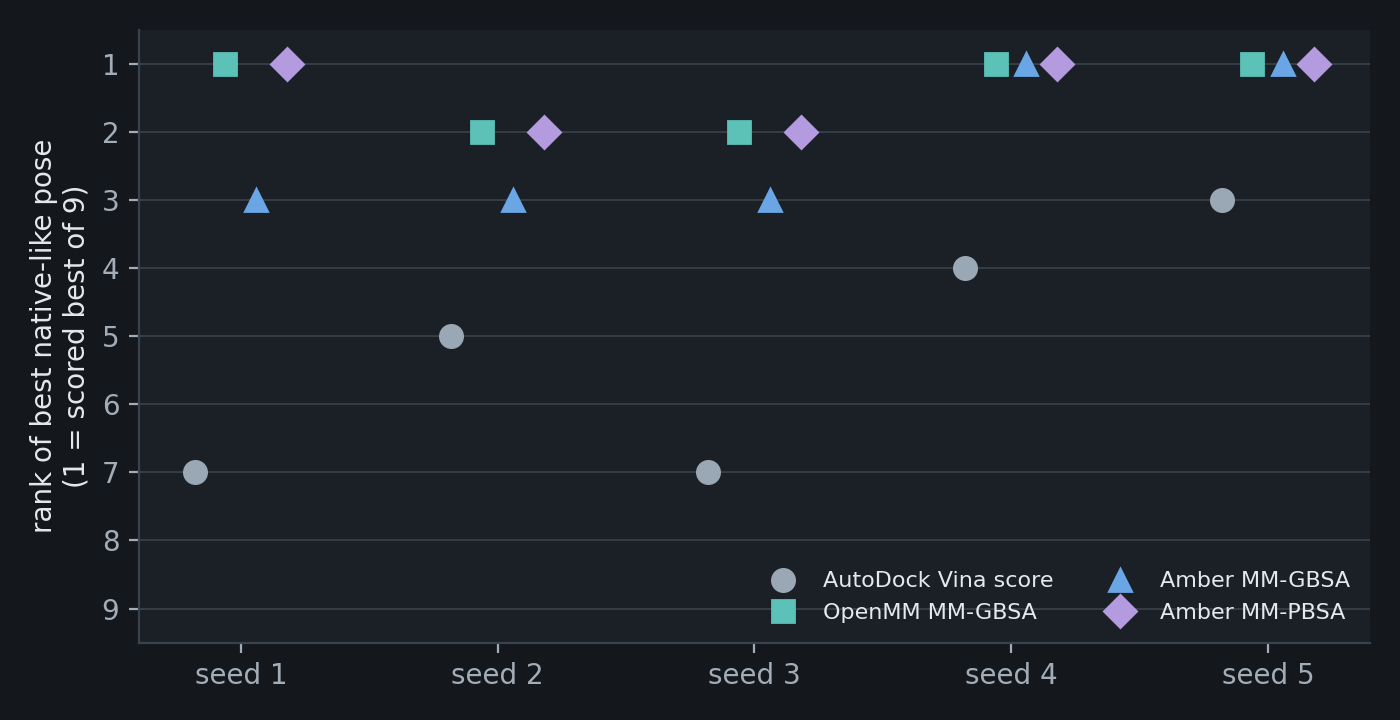 rank of best native-like pose
(1 = scored best of 9)
1
2
3
4
5
6
7
8
9
AutoDock Vina score
OpenMM MM-GBSA
Amber MM-GBSA
Amber MM-PBSA
seed 1
seed 2
seed 3
seed 4
seed 5